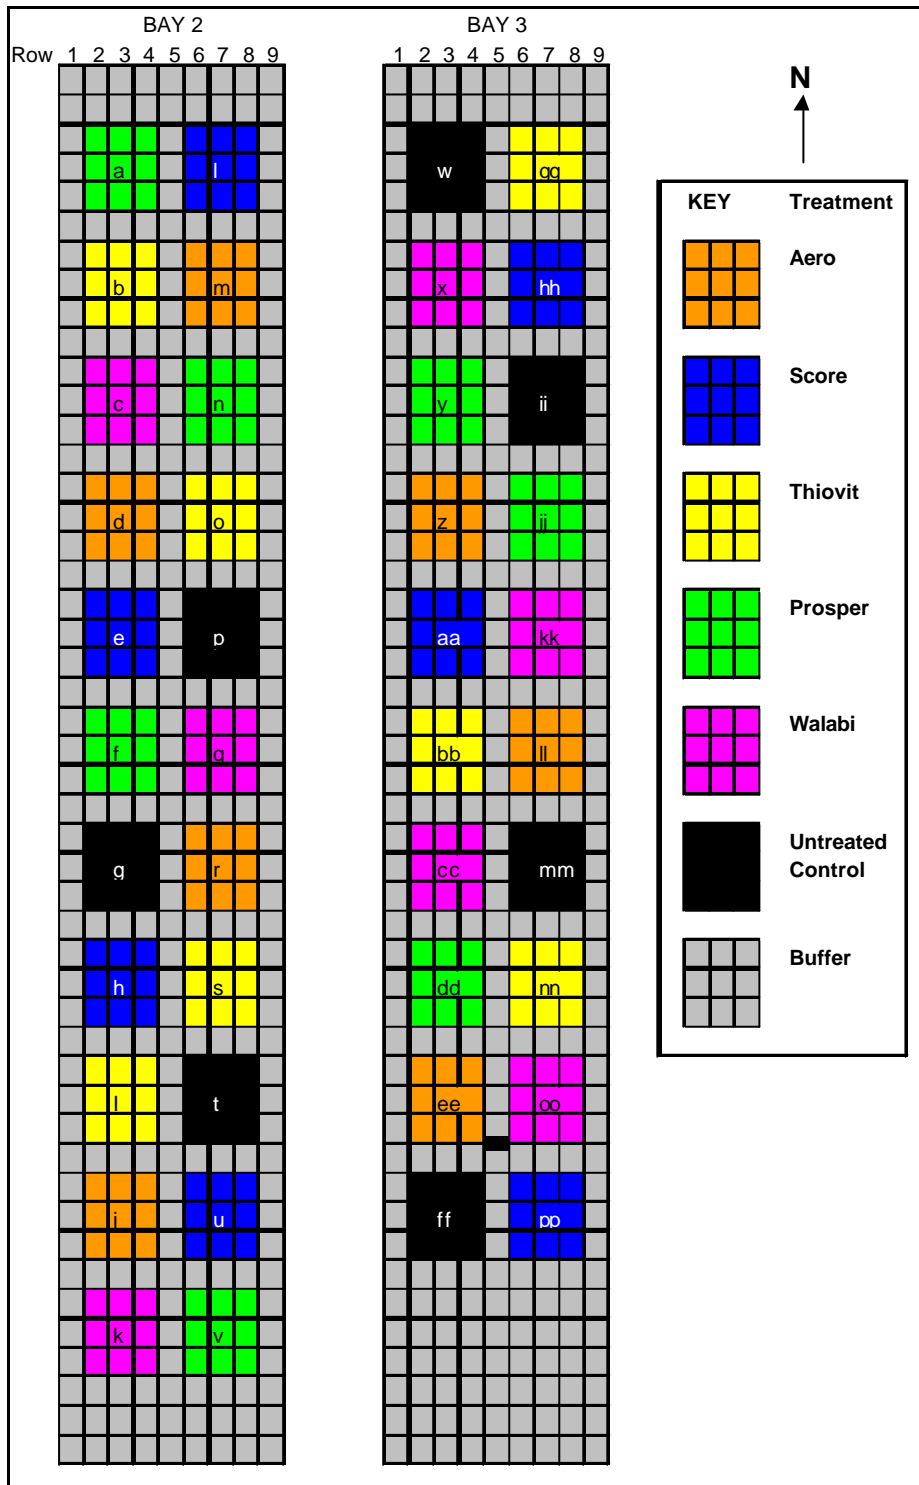 BAY 2 BAY 3
Row 1 2 3 4 5 6 7 8 9 1 2 3 4 5 6 7 8 9
N
a l w qq
KEY Treatment
Aero
b m x hh
Score
c n y ii
Thiovit
d o z jj
Prosper
e p aa kk
Walabi
f q bb ll
Untreated
Control
g r cc mm
Buffer
h s dd nn
l t ee oo
j u ff pp
k v